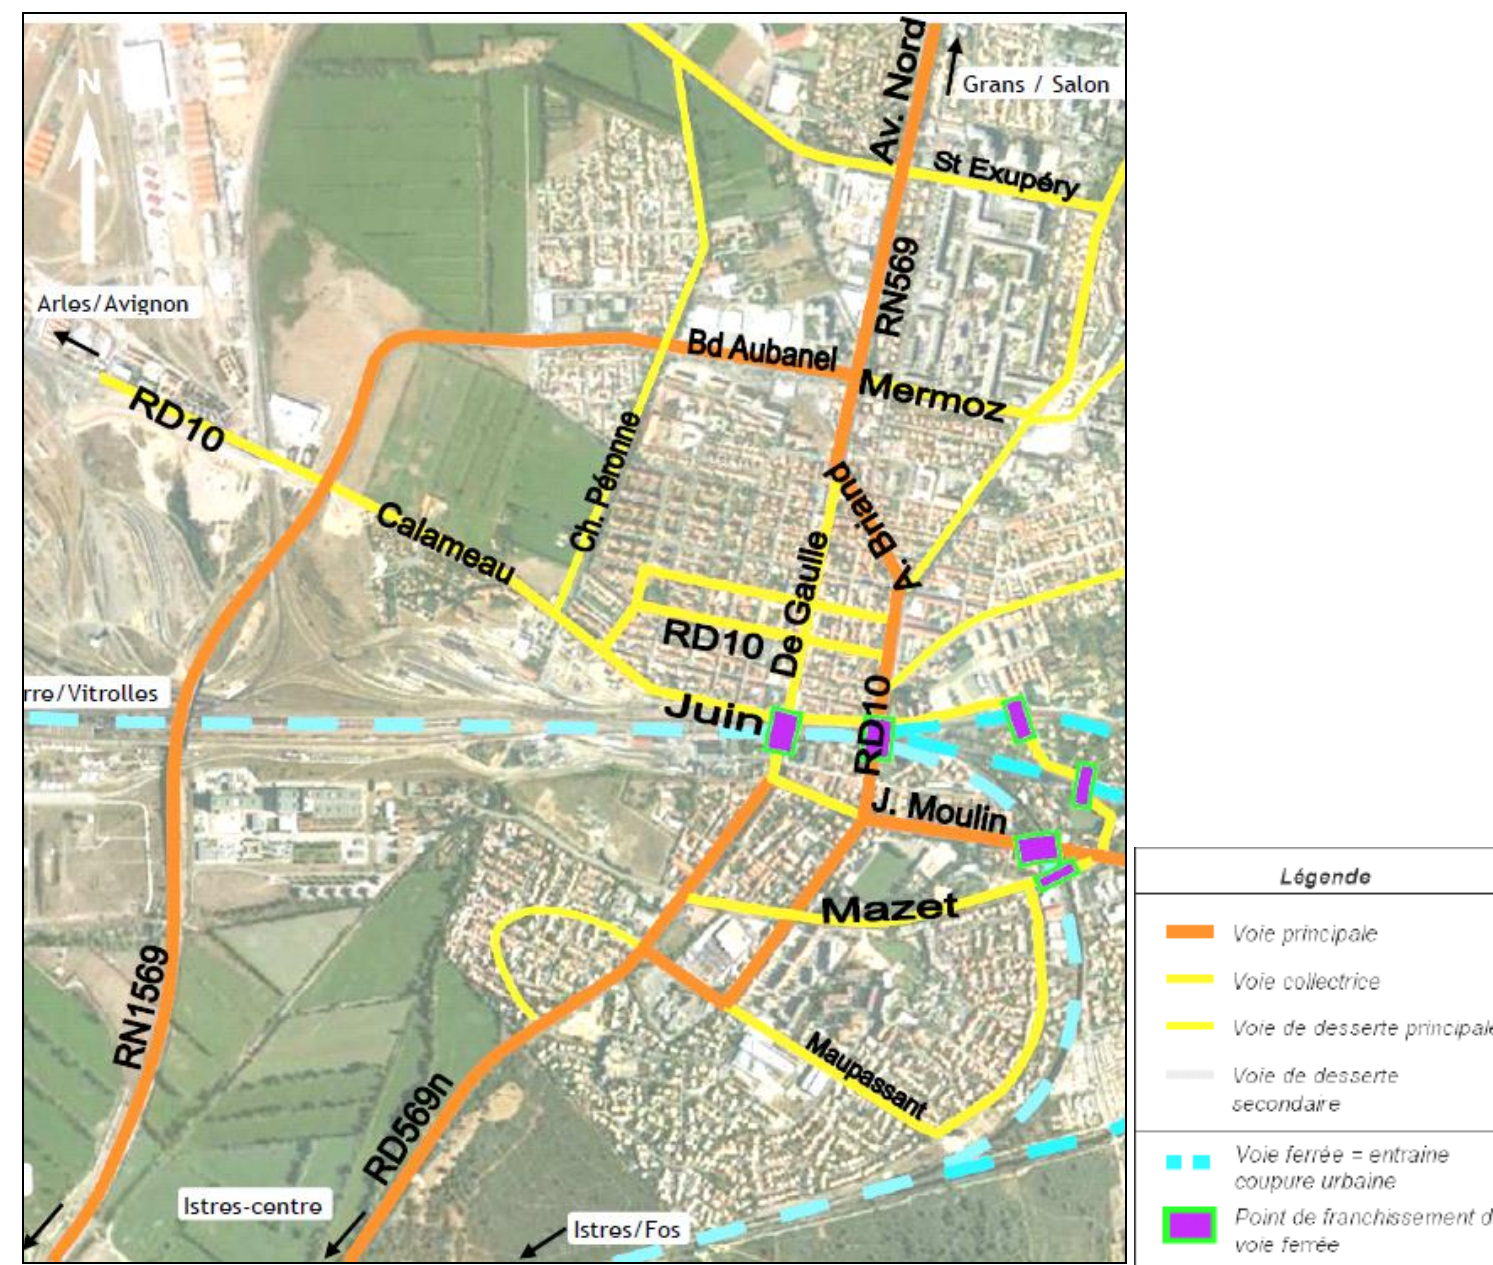 Av. Nord
N
Grans / Salon
St Exupéry
RN569
Arles/Avignon
Bd Aubanel
Mermoz
RD10
Ch. Péronne
A. Briand
Calameau
De Gaulle
RD10
rre/Vitrolles
Juin
RD10
J. Moulin
Mazet
RN1569
Maupassant
RD569n
Istres-centre
Istres/Fos
Légende
Voie principale
Voie collectrice
Voie de desserte principale
Voie de desserte
secondaire
Voie ferrée = entraine
coupure urbaine
Point de franchissement d
voie ferrée